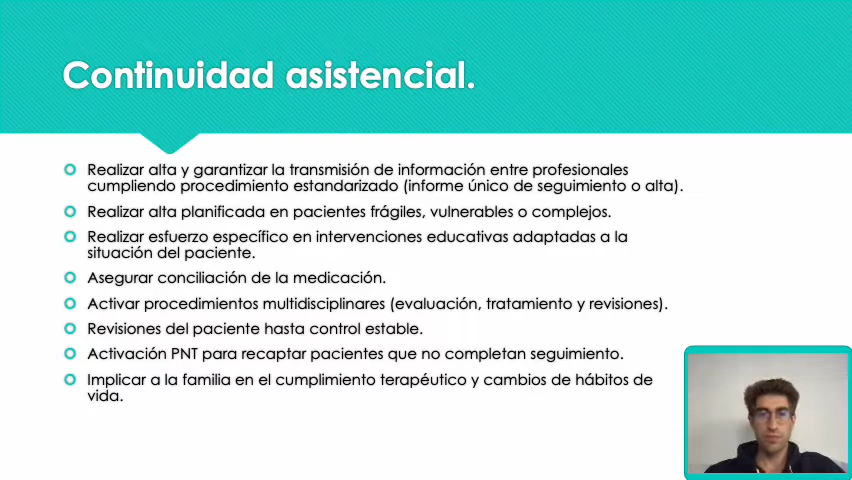 Continuidad asistencial.
Realizar alta y garantizar la transmisión de información entre profesionales
cumpliendo procedimiento estandarizado (informe único de seguimiento o alta).
Realizar alta planificada en pacientes frágiles, vulnerables o complejos.
Realizar esfuerzo específico en intervenciones educativas adaptadas a la
situación del paciente.
Asegurar conciliación de la medicación.
Activar procedimientos multidisciplinares (evaluación, tratamiento y revisiones).
Revisiones del paciente hasta control estable.
Activación PNT para recaptar pacientes que no completan seguimiento.
Implicar a la familia en el cumplimiento terapéutico y cambios de hábitos de
vida.